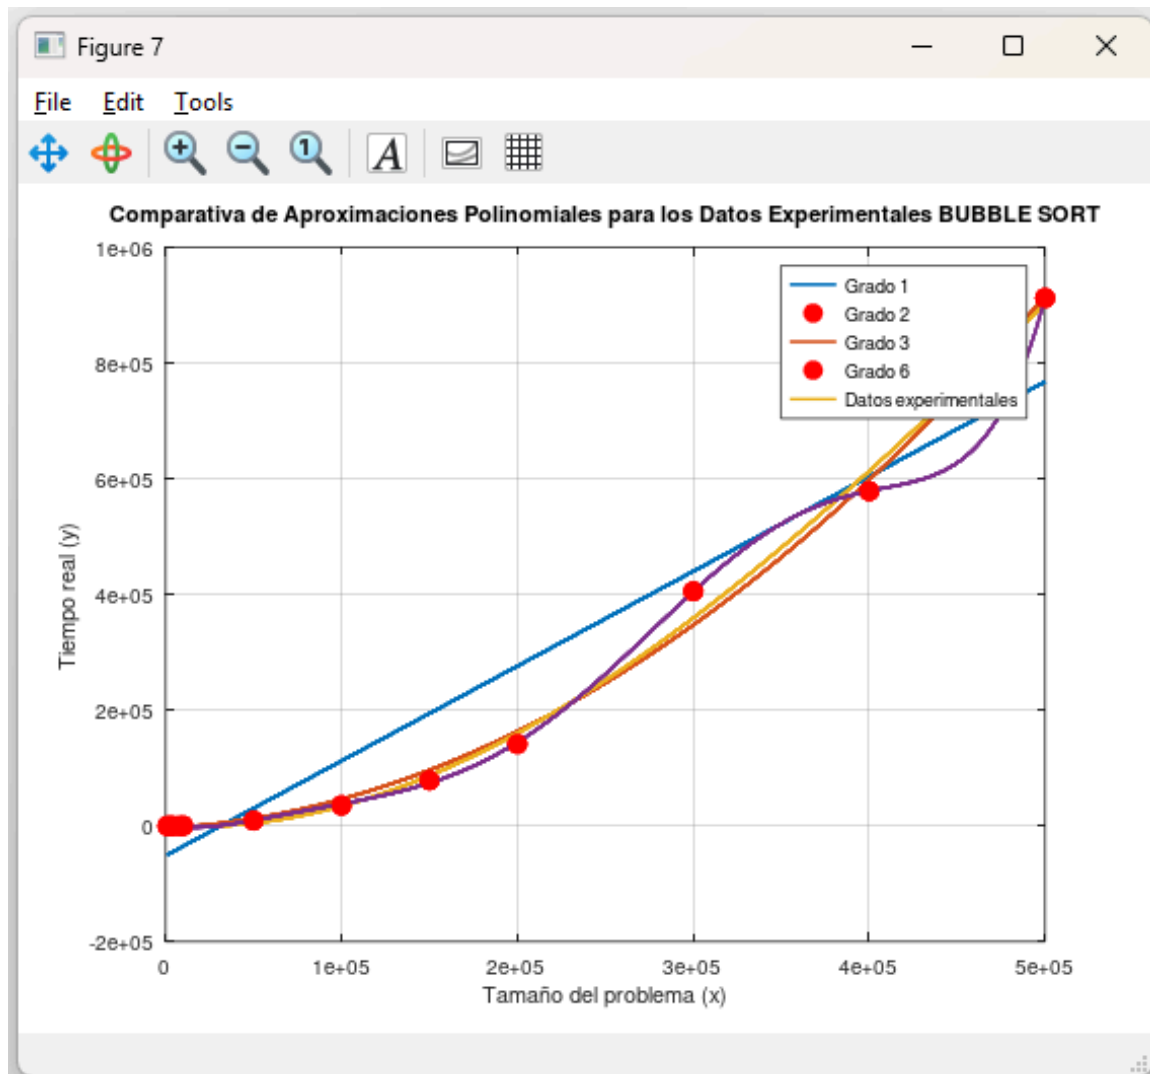 Figure 7
File Edit Tools
1
A
Comparativa de Aproximaciones Polinomiales para los Datos Experimentales BUBBLE SORT
1e+06
8e+05
6e+05
4e+05
2e+05
0
-2e+05
Tiempo real (y)
Grado 1
Grado 2
Grado 3
Grado 6
Datos experimentales
0 1e+05 2e+05 3e+05 4e+05 5e+05
Tamaño del problema (x)